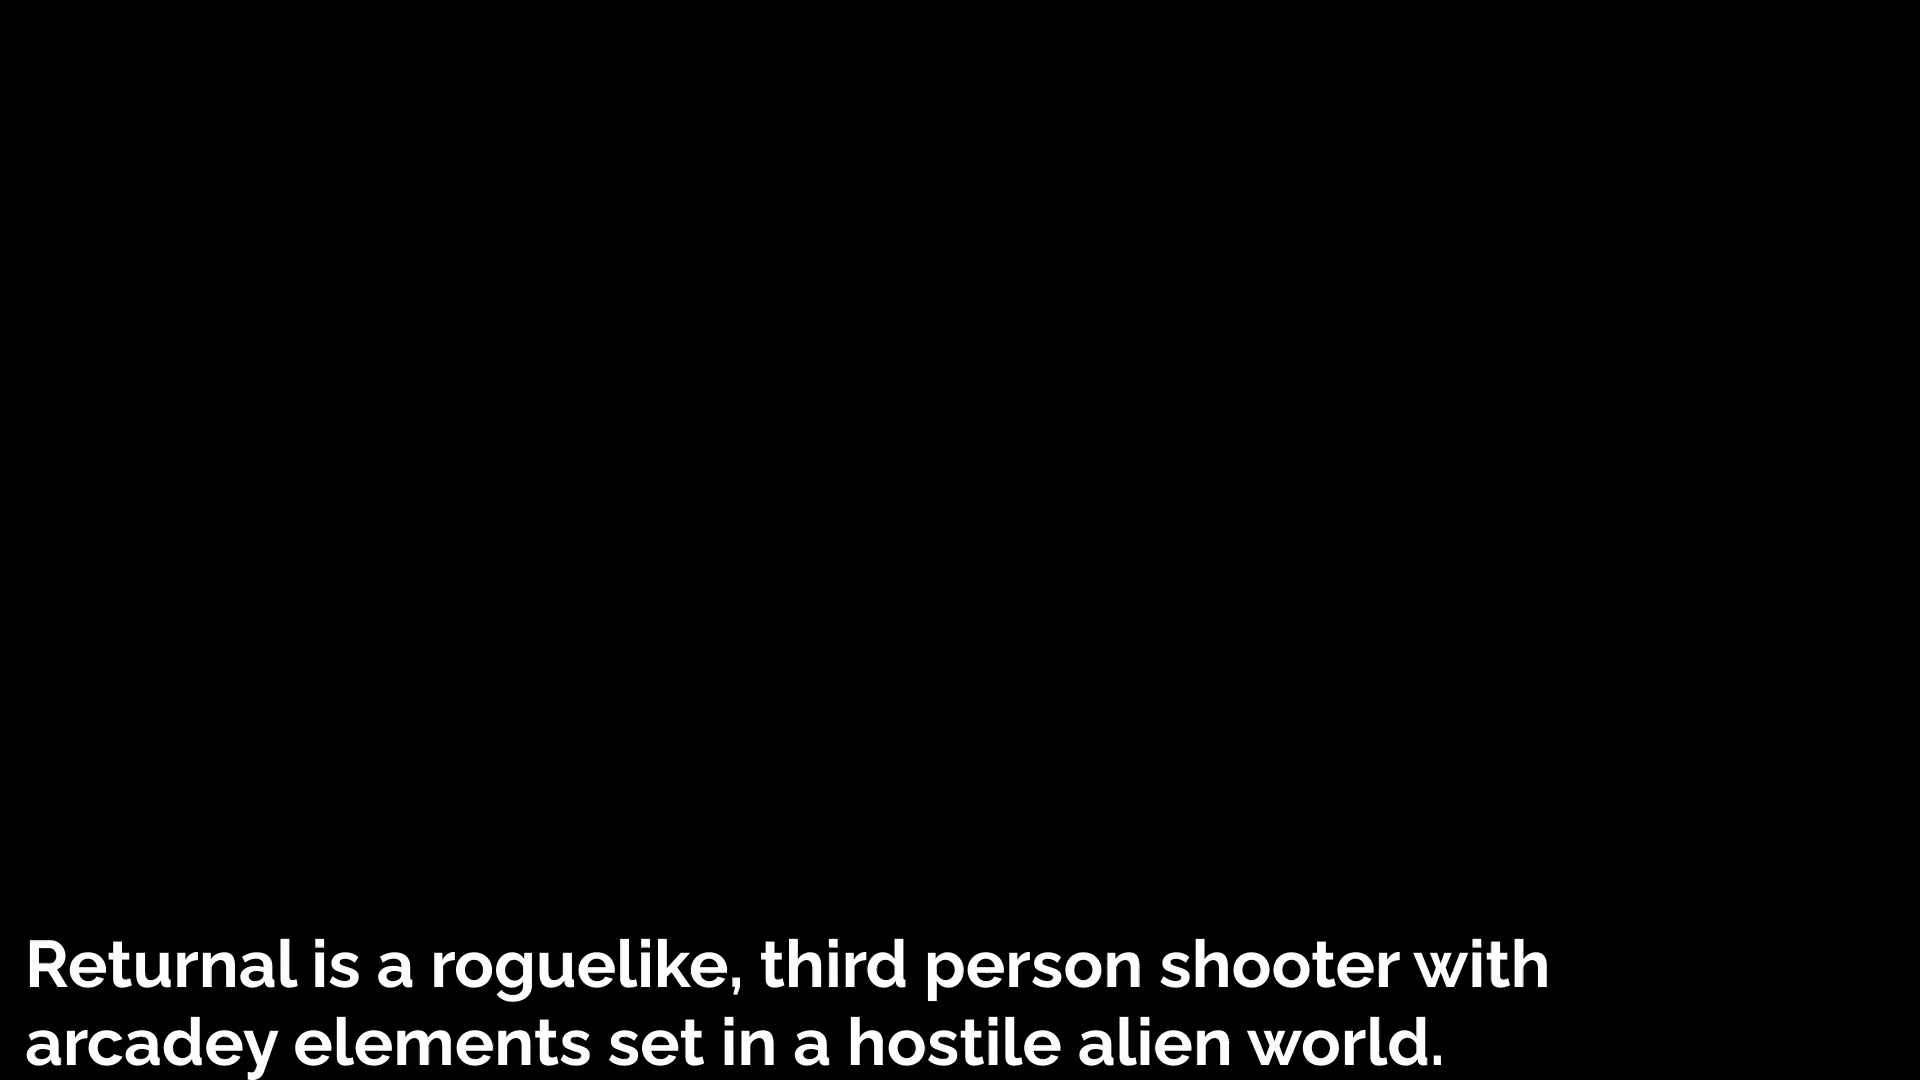 Returnal is a roguelike, third person shooter with
arcadey elements set in a hostile alien world.